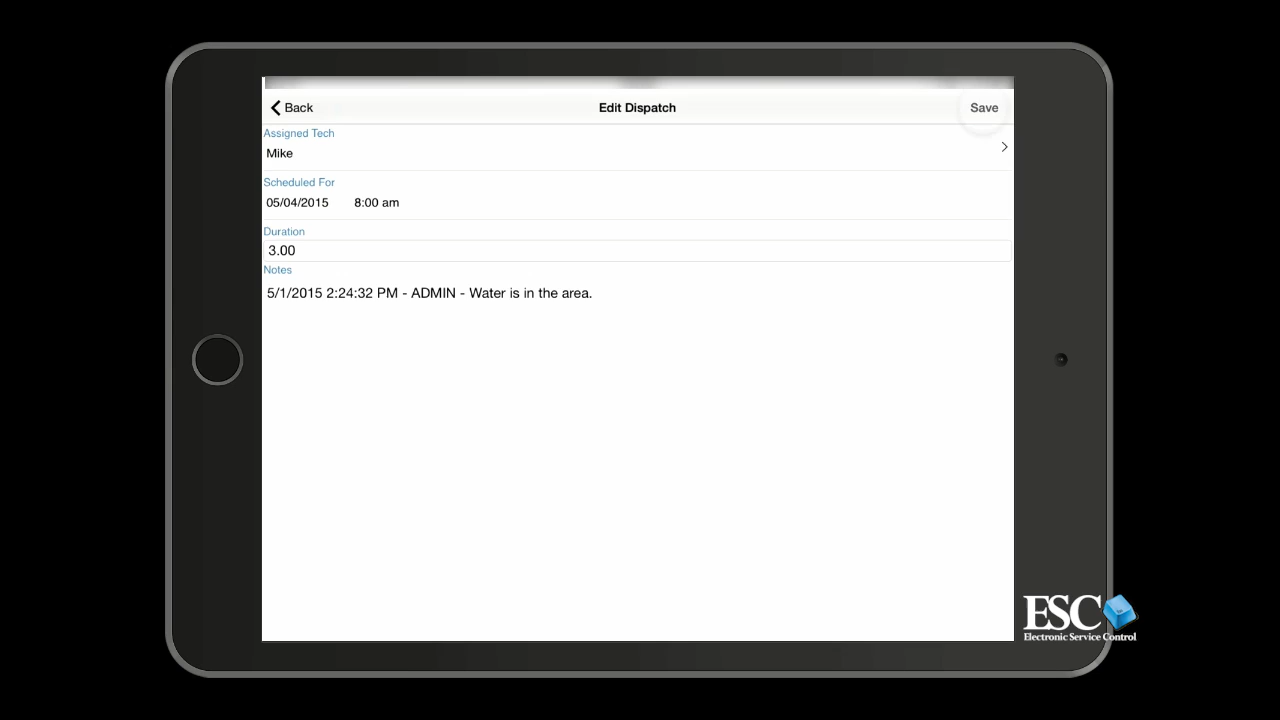 Back Edit Dispatch Save
Assigned Tech
Mike
Scheduled For
05/04/2015 8:00 am
Duration
3.00
Notes
5/1/2015 2:24:32 PM - ADMIN - Water is in the area.
ESC
Electronic Service Control